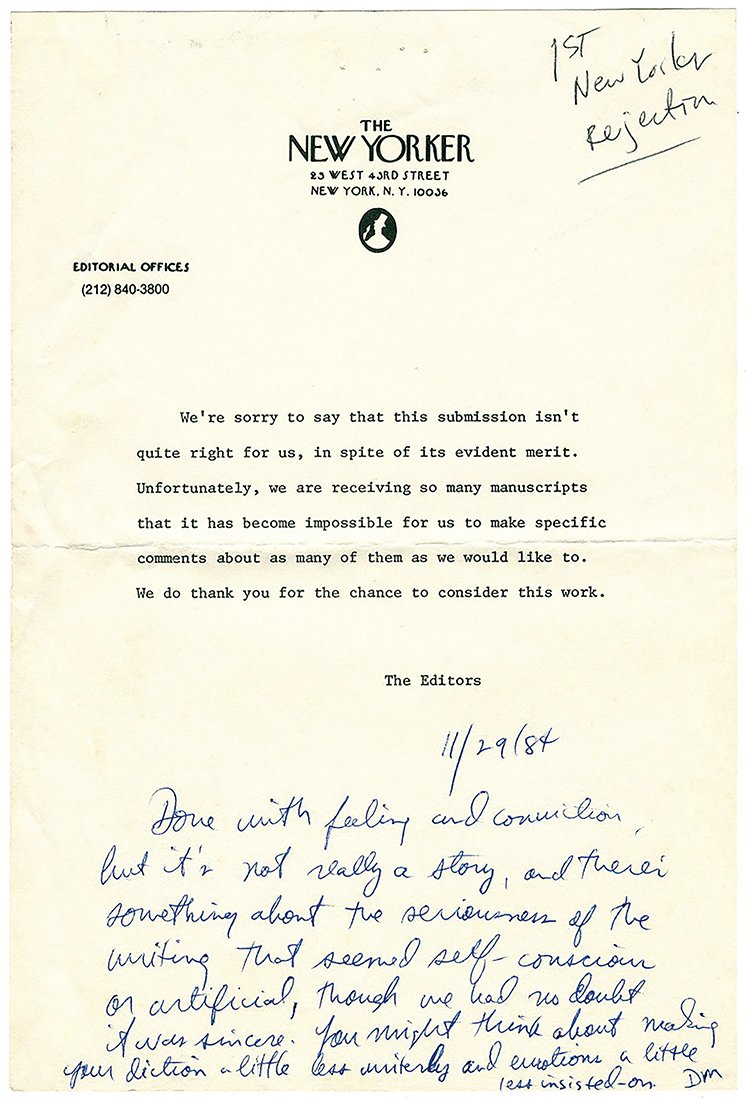 1ST
New Yorker
Rejection
THE
NEW YORKER
25 WEST 43RD STREET
NEW YORK, N. Y. 10036
EDITORIAL OFFICES
(212) 840-3800
We're sorry to say that this submission isn't
quite right for us, in spite of its evident merit.
Unfortunately, we are receiving so many manuscripts
that it has become impossible for us to make specific
comments about as many of them as we would like to.
We do thank you for the chance to consider this work.
The Editors
11/29/84
Done with feeling and conviction,
but it's not really a story, and there's
something about the seriousness of the
writing that seemed self-conscious
or artificial, though we had no doubt
it was sincere. You might think about making
your diction a little less writerly and emotions a little
less insisted-on. DM